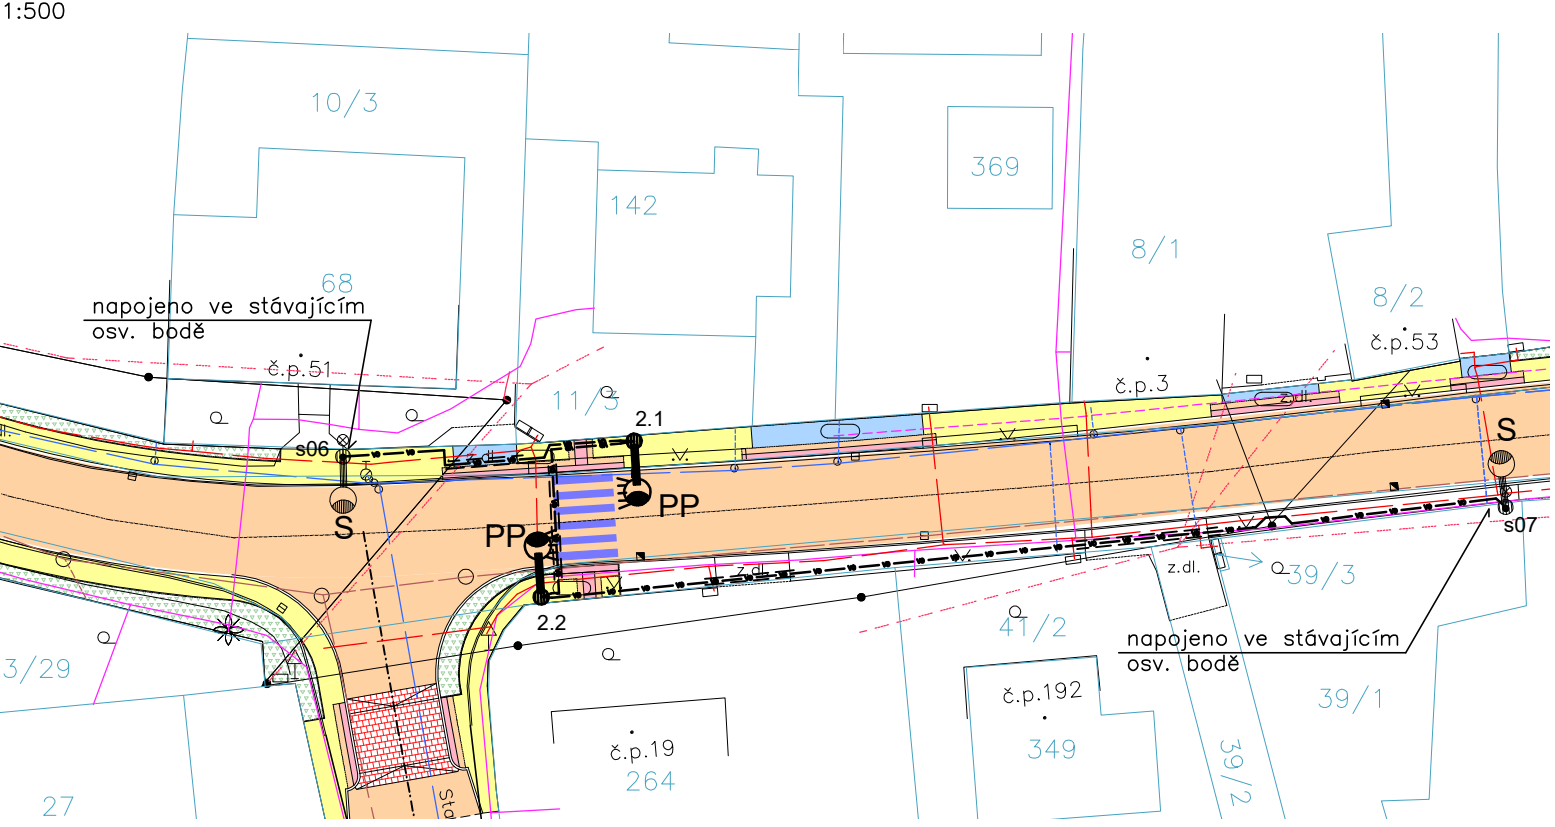 1:500
10/3
369
142
8/1
68
8/2
napojeno ve stávajícím
osv. bodě
č.p.53
č.p.51
č.p.3
11/3
z.dl.
2.1
S
s06
PP
S
PP
s07
z.dl.
z.dl.
39/3
2.2
41/2
napojeno ve stávajícím
osv. bodě
3/29
č.p.192
39/1
č.p.19
349
264
39/2
27